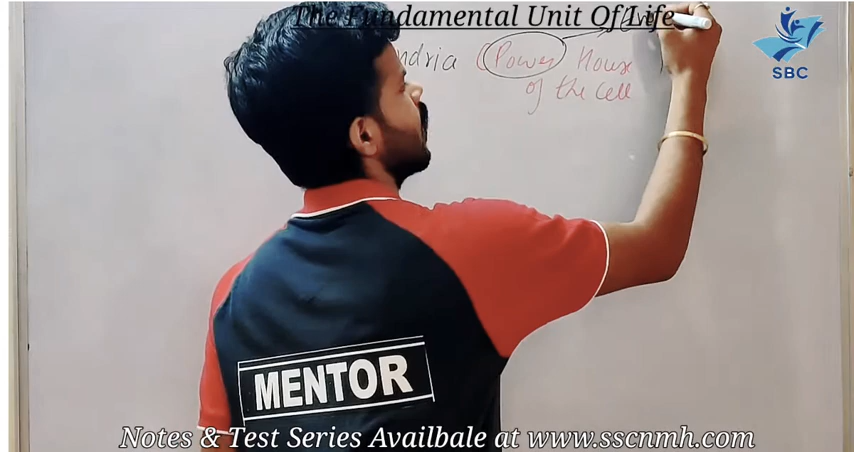 The Fundamental Unit Of Life
ndria (Power House
of the cell
SBC
MENTOR
Notes & Test Series Availbale at www.sscnmh.com